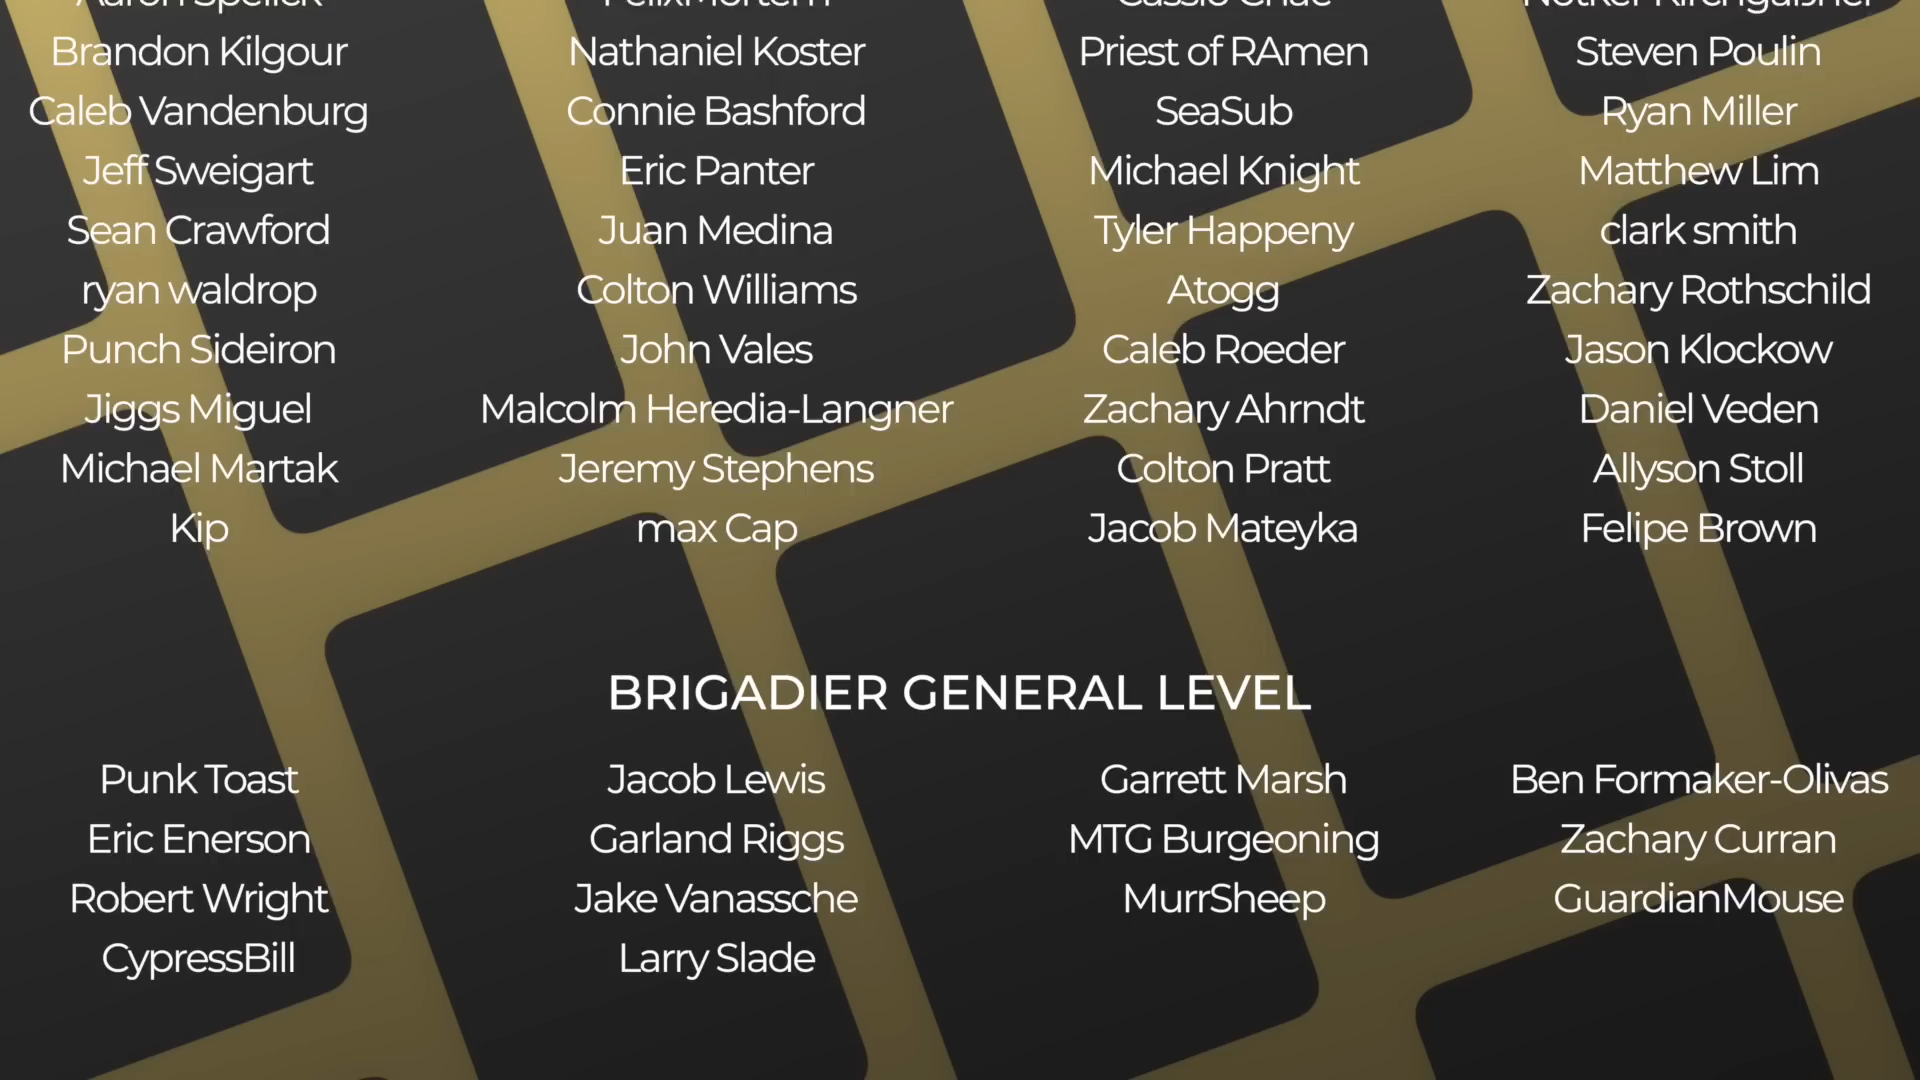 Brandon Kilgour Nathaniel Koster Priest of RAmen Steven Poulin
Caleb Vandenburg Connie Bashford SeaSub Ryan Miller
Jeff Sweigart Eric Panter Michael Knight Matthew Lim
Sean Crawford Juan Medina Tyler Happeny clark smith
ryan waldrop Colton Williams Atogg Zachary Rothschild
Punch Sideiron John Vales Caleb Roeder Jason Klockow
Jiggs Miguel Malcolm Heredia-Langner Zachary Ahrndt Daniel Veden
Michael Martak Jeremy Stephens Colton Pratt Allyson Stoll
Kip max Cap Jacob Mateyka Felipe Brown
BRIGADIER GENERAL LEVEL
Punk Toast Jacob Lewis Garrett Marsh Ben Formaker-Olivas
Eric Enerson Garland Riggs MTG Burgeoning Zachary Curran
Robert Wright Jake Vanassche MurrSheep GuardianMouse
CypressBill Larry Slade